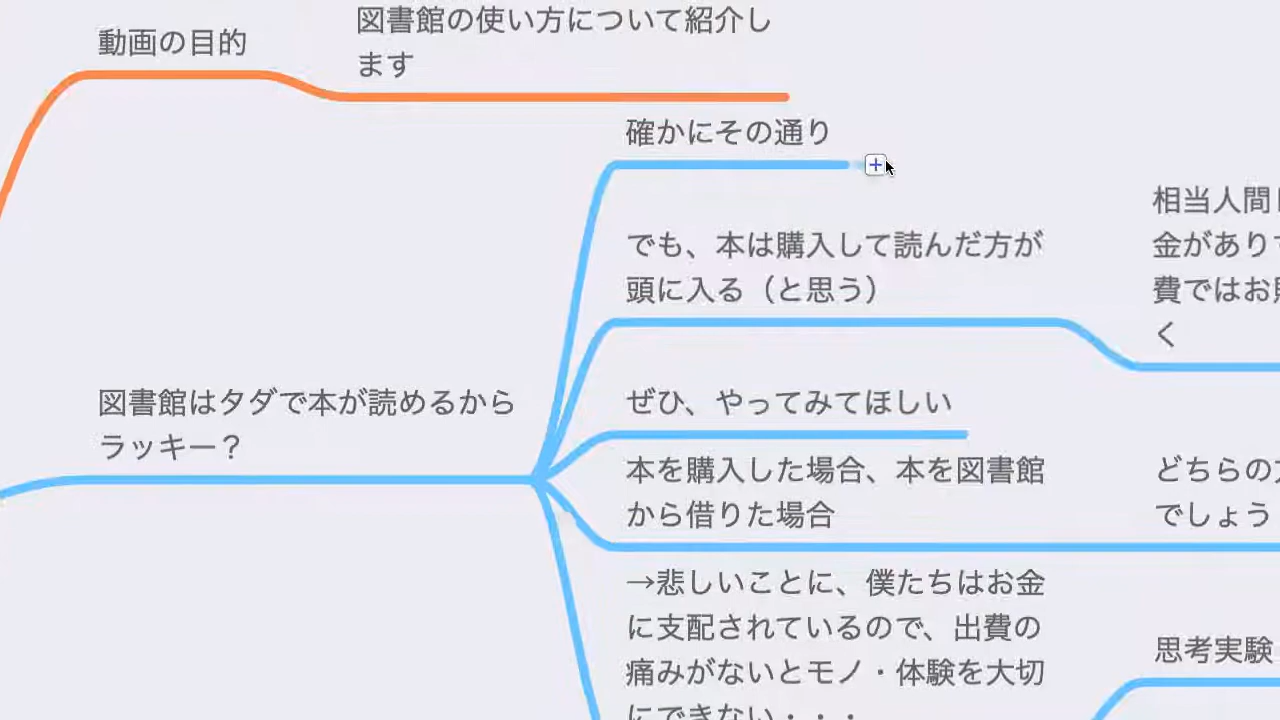 動画の目的
図書館の使い方について紹介し
ます
確かにその通り
でも、本は購入して読んだ方が
頭に入る（と思う）
相当人間
金があり
費ではお
く
図書館はタダで本が読めるから
ラッキー？
ぜひ、やってみてほしい
本を購入した場合、本を図書館
から借りた場合
どちらの
でしょう
→悲しいことに、僕たちはお金
に支配されているので、出費の
痛みがないとモノ・体験を大切
にできない・・・
思考実験